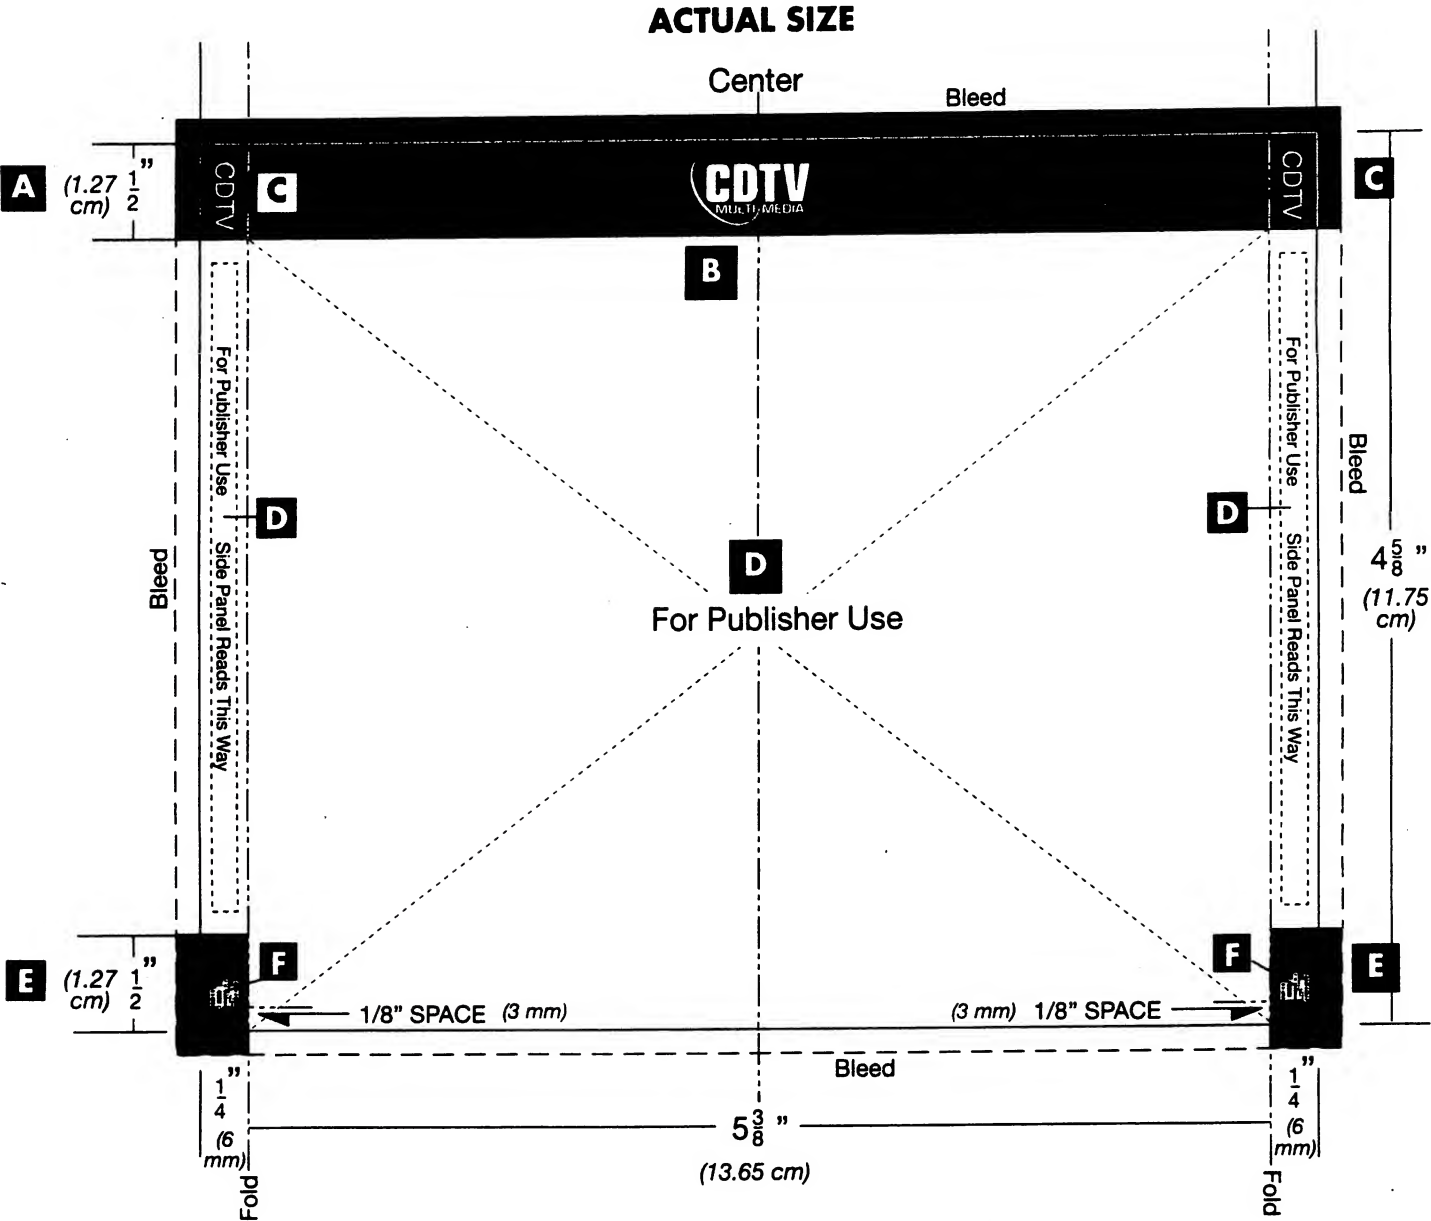 ACTUAL SIZE
Center
Bleed
A
(1.27 cm) 1/2"
CDTV
C
CDTV
MULTI-MEDIA
CDTV
C
B
For Publisher Use Side Panel Reads This Way
D
Bleed
D
For Publisher Use
D
For Publisher Use Side Panel Reads This Way
Bleed
4 5/8"
(11.75 cm)
E
(1.27 cm) 1/2"
F
1/8" SPACE (3 mm)
(3 mm) 1/8" SPACE
F
E
Bleed
1/4"
(6 mm)
5 3/8"
(13.65 cm)
1/4"
(6 mm)
Fold
Fold